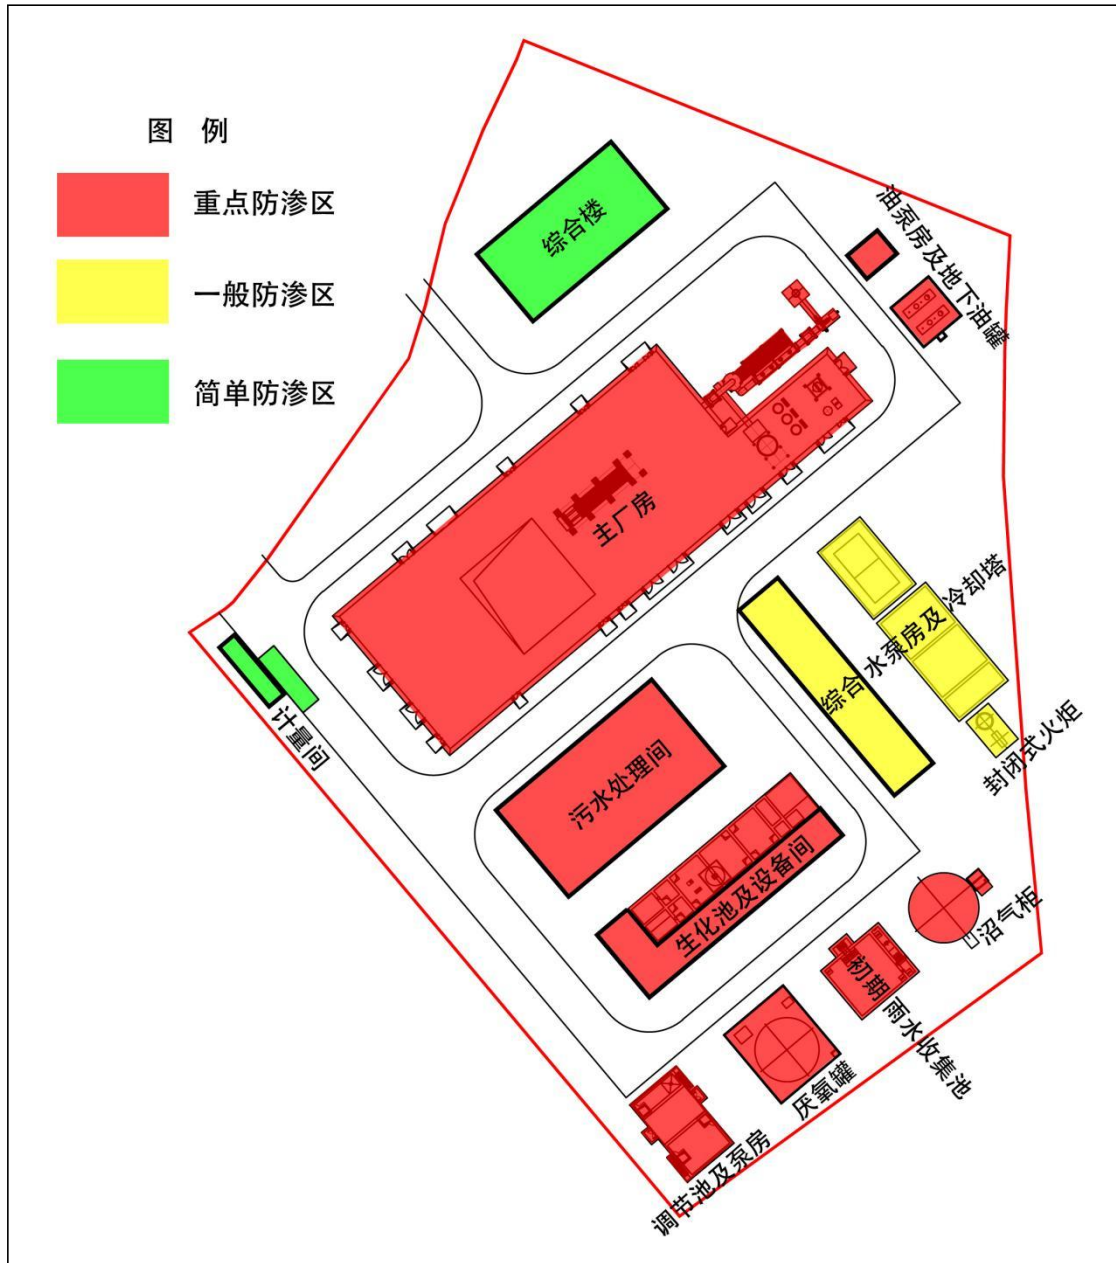 图 例
重点防渗区
一般防渗区
简单防渗区
综合楼
油泵房及地下油罐
主厂房
综合水泵房及冷却塔
封闭式火炬
计量间
污水处理间
生化池及设备间
沼气柜
初期雨水收集池
厌氧罐
调节池及泵房